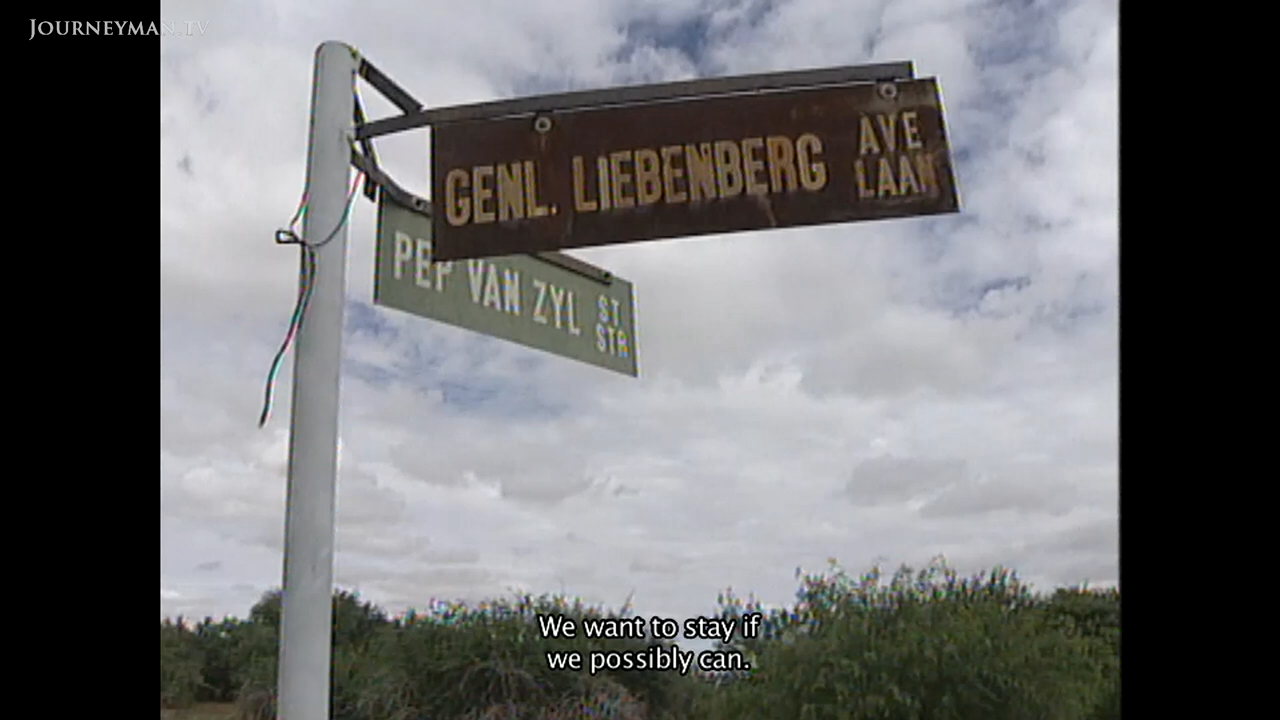 JOURNEYMAN.TV
GENL. LIEBENBERG AVE
LAAN
PEP VAN ZYL ST.
STR
We want to stay if
we possibly can.